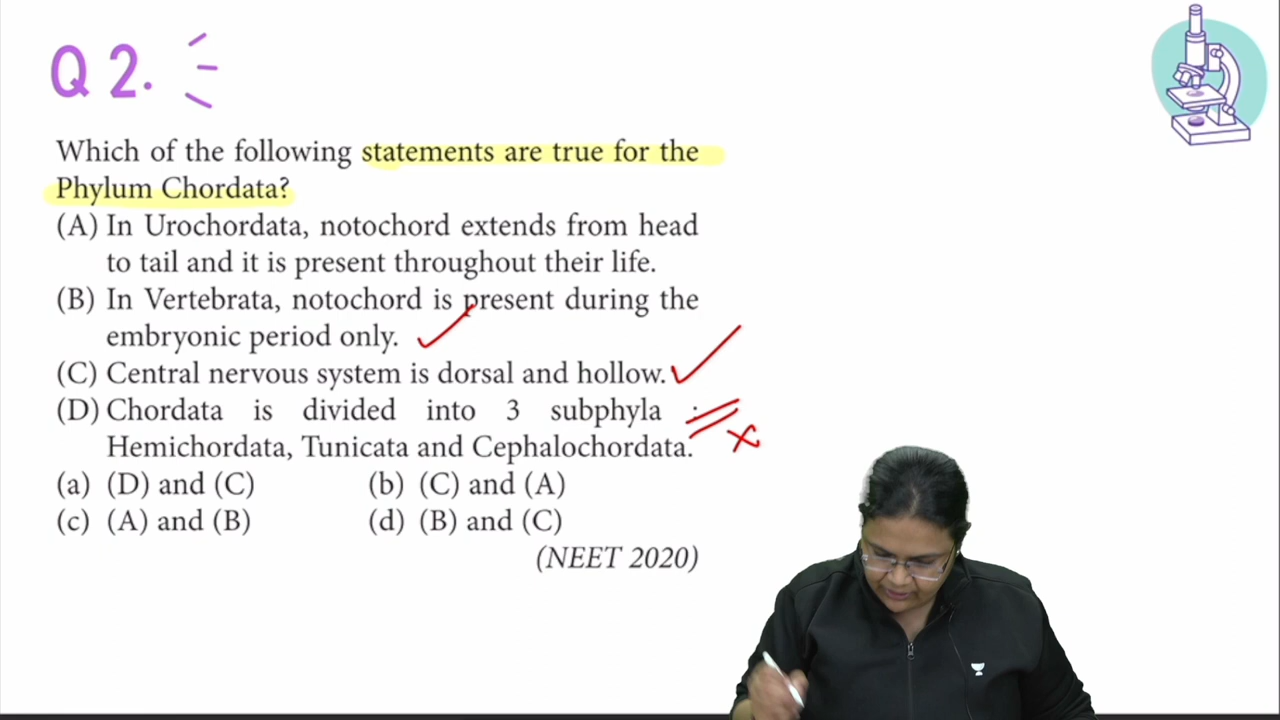 Q 2.
Which of the following statements are true for the
Phylum Chordata?
(A) In Urochordata, notochord extends from head
to tail and it is present throughout their life.
(B) In Vertebrata, notochord is present during the
embryonic period only.
(C) Central nervous system is dorsal and hollow.
(D) Chordata is divided into 3 subphyla :
Hemichordata, Tunicata and Cephalochordata.
(a) (D) and (C) (b) (C) and (A)
(c) (A) and (B) (d) (B) and (C)
(NEET 2020)